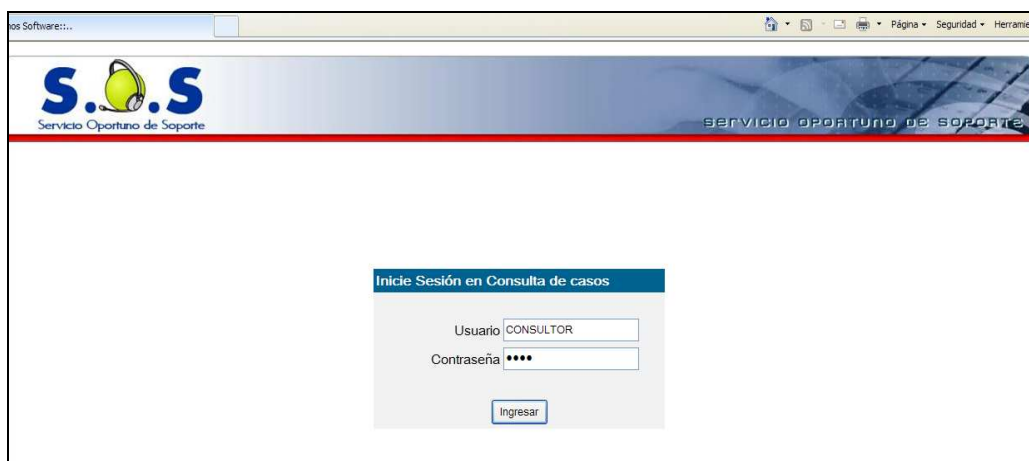 nos Software::..
Página Seguridad Herramie
S.O.S
Servicio Oportuno de Soporte
SERVICIO OPORTUNO DE SOPORTE
Inicie Sesión en Consulta de casos
Usuario CONSULTOR
Contraseña ••••
Ingresar